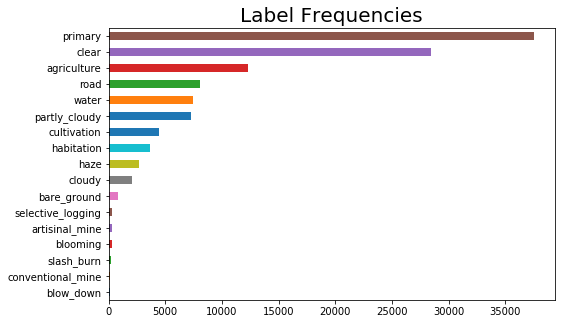 Label Frequencies
primary
clear
agriculture
road
water
partly_cloudy
cultivation
habitation
haze
cloudy
bare_ground
selective_logging
artisinal_mine
blooming
slash_burn
conventional_mine
blow_down
0 5000 10000 15000 20000 25000 30000 35000